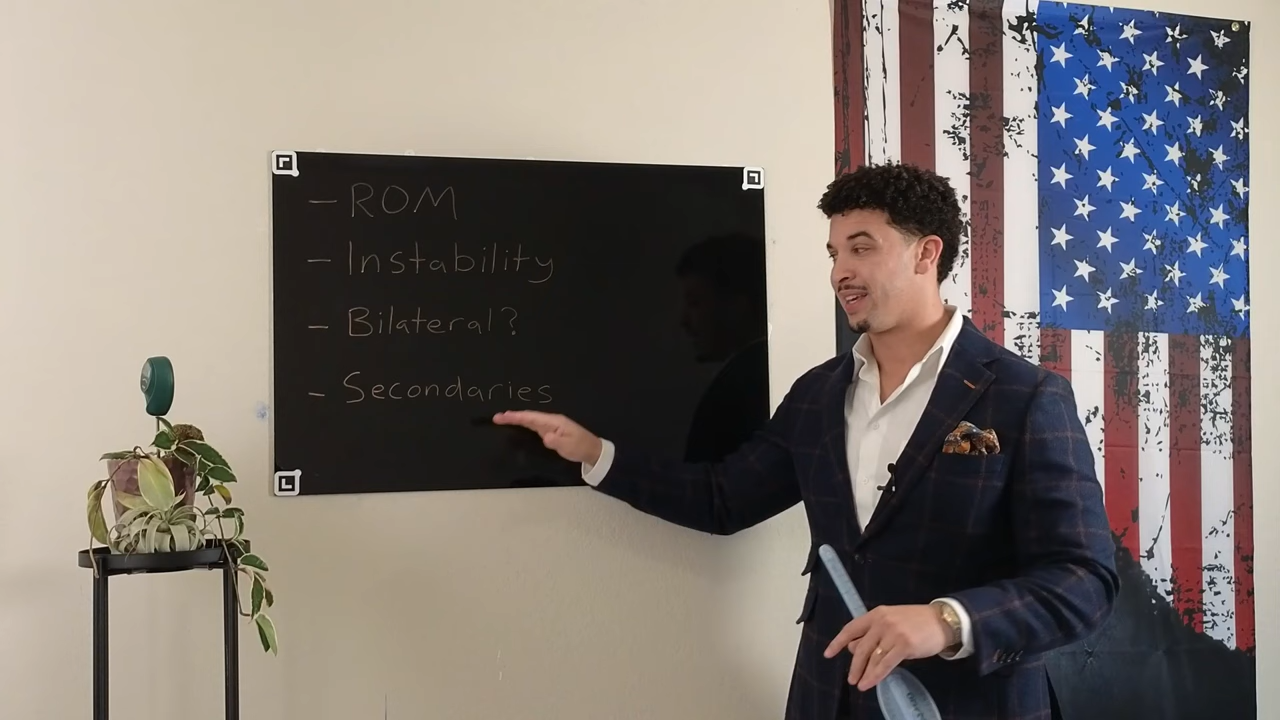 - ROM
- Instability
- Bilateral?
- Secondaries